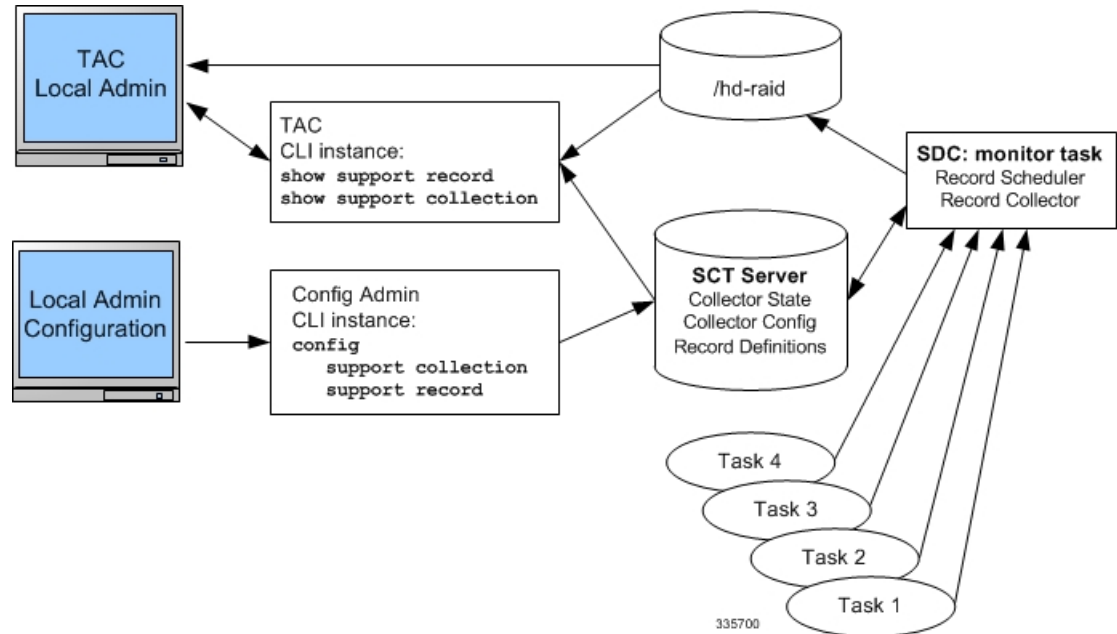 TAC
Local Admin
/hd-raid
TAC
CLI instance:
show support record
show support collection
SDC: monitor task
Record Scheduler
Record Collector
Local Admin
Configuration
Config Admin
CLI instance:
config
support collection
support record
SCT Server
Collector State
Collector Config
Record Definitions
Task 4
Task 3
Task 2
Task 1
335700